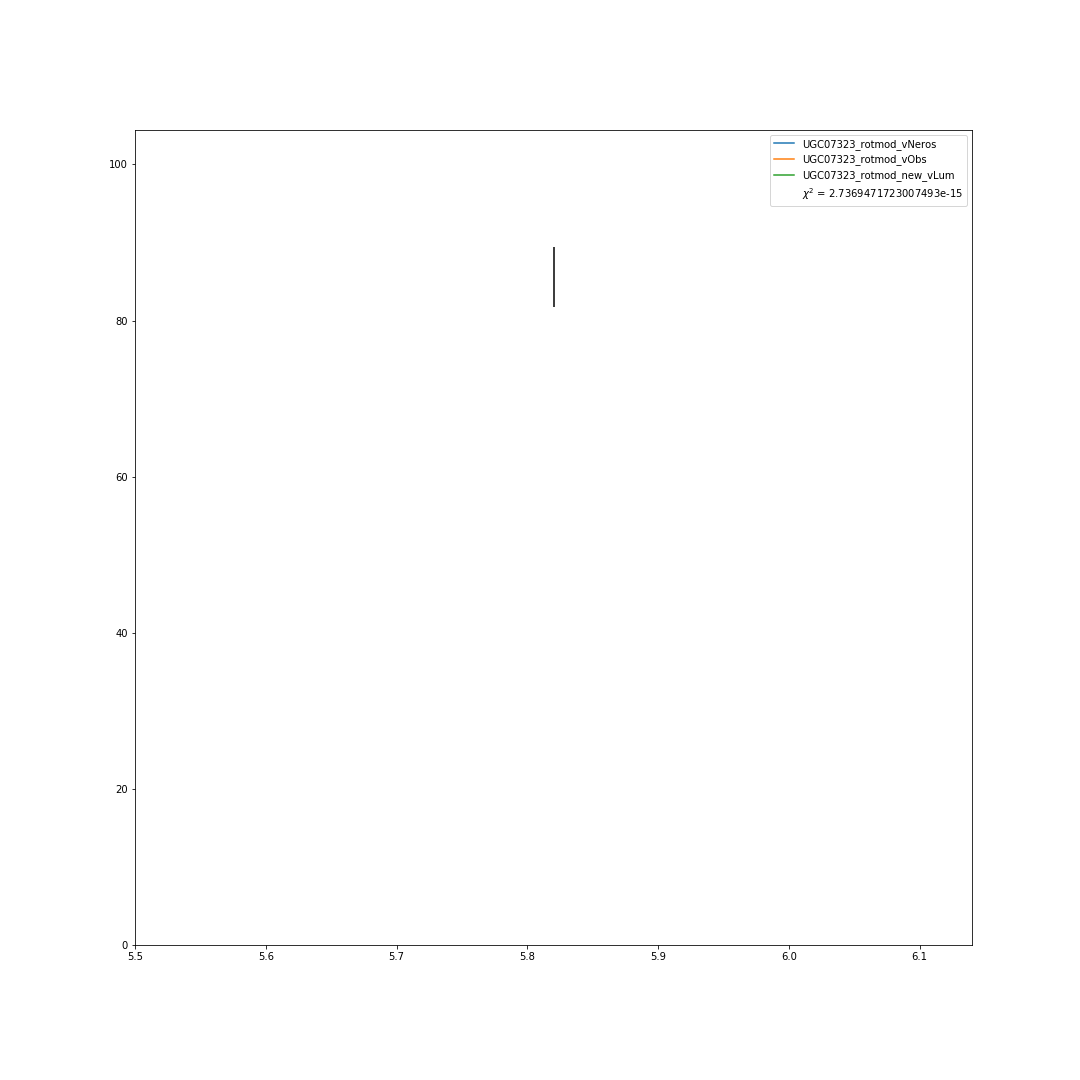 UGC07323_rotmod_vNeros
UGC07323_rotmod_vObs
UGC07323_rotmod_new_vLum
χ² = 2.7369471723007493e-15
100
80
60
40
20
0
5.5 5.6 5.7 5.8 5.9 6.0 6.1